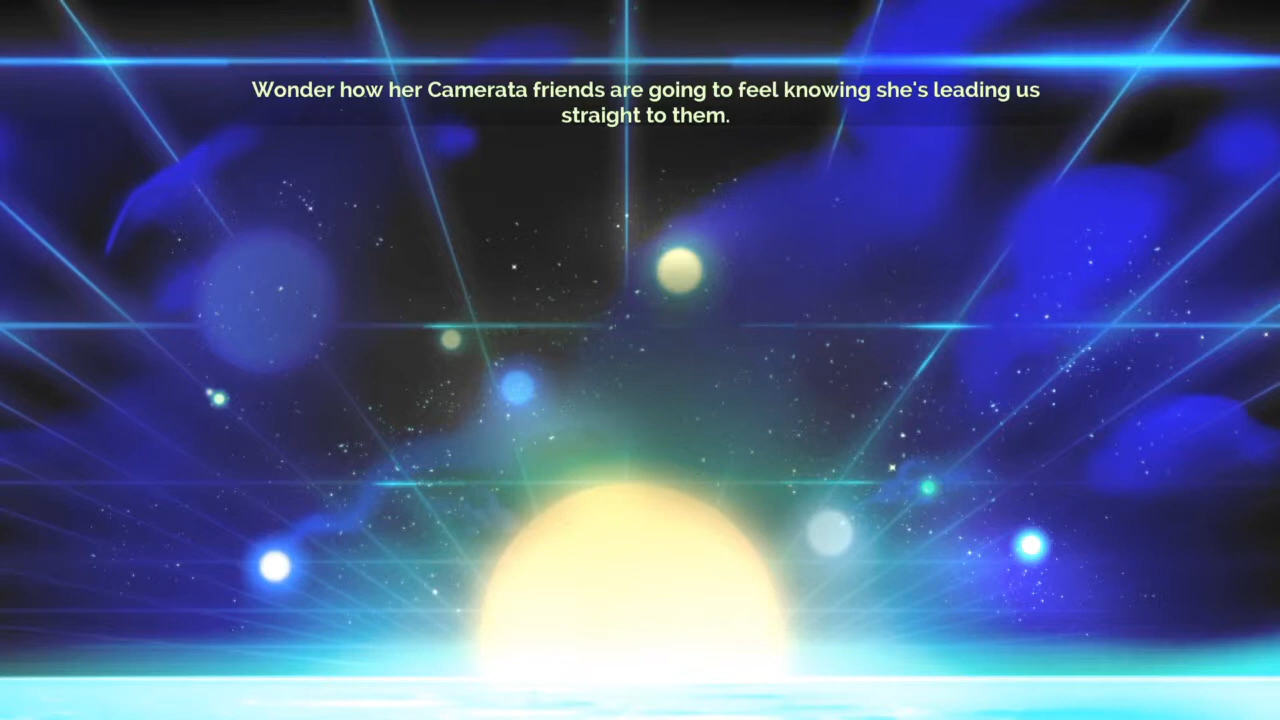 Wonder how her Camerata friends are going to feel knowing she's leading us
straight to them.